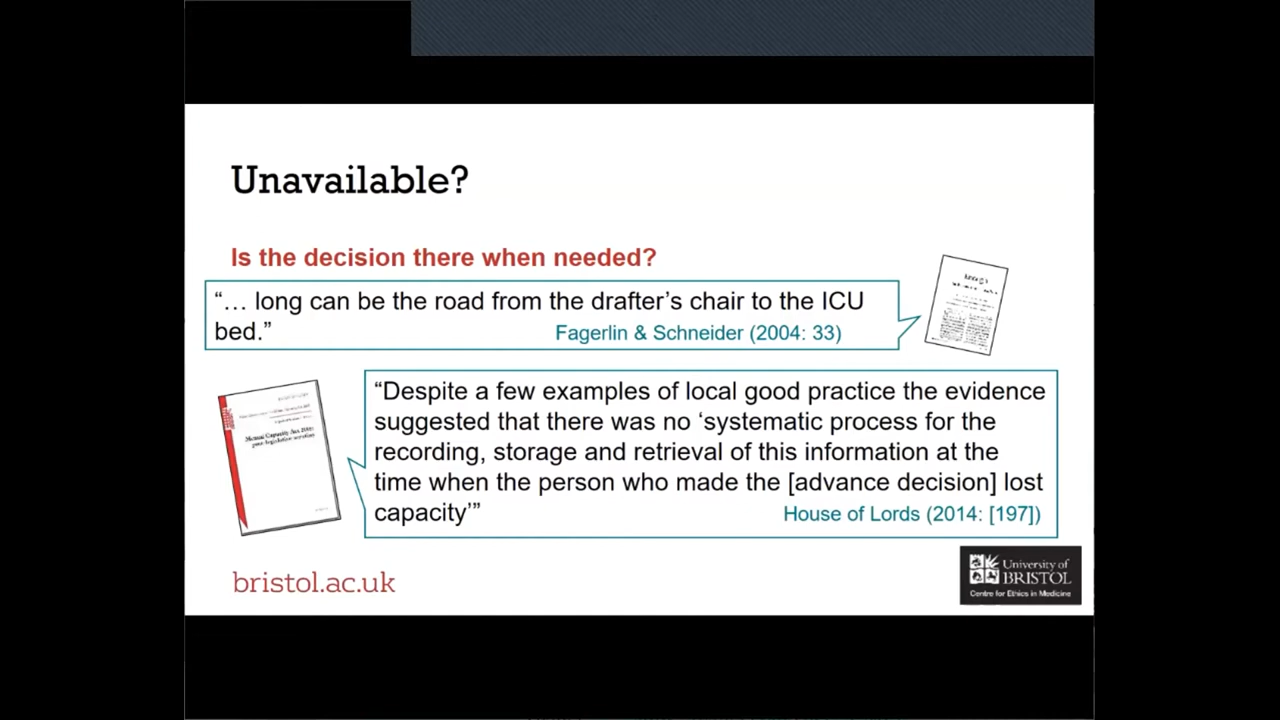 Unavailable?
Is the decision there when needed?
“… long can be the road from the drafter’s chair to the ICU
bed.”
Fagerlin & Schneider (2004: 33)
“Despite a few examples of local good practice the evidence
suggested that there was no ‘systematic process for the
recording, storage and retrieval of this information at the
time when the person who made the [advance decision] lost
capacity’”
House of Lords (2014: [197])
Mental Capacity Act 2005:
post-legislative scrutiny
bristol.ac.uk
University of
BRISTOL
Centre for Ethics in Medicine